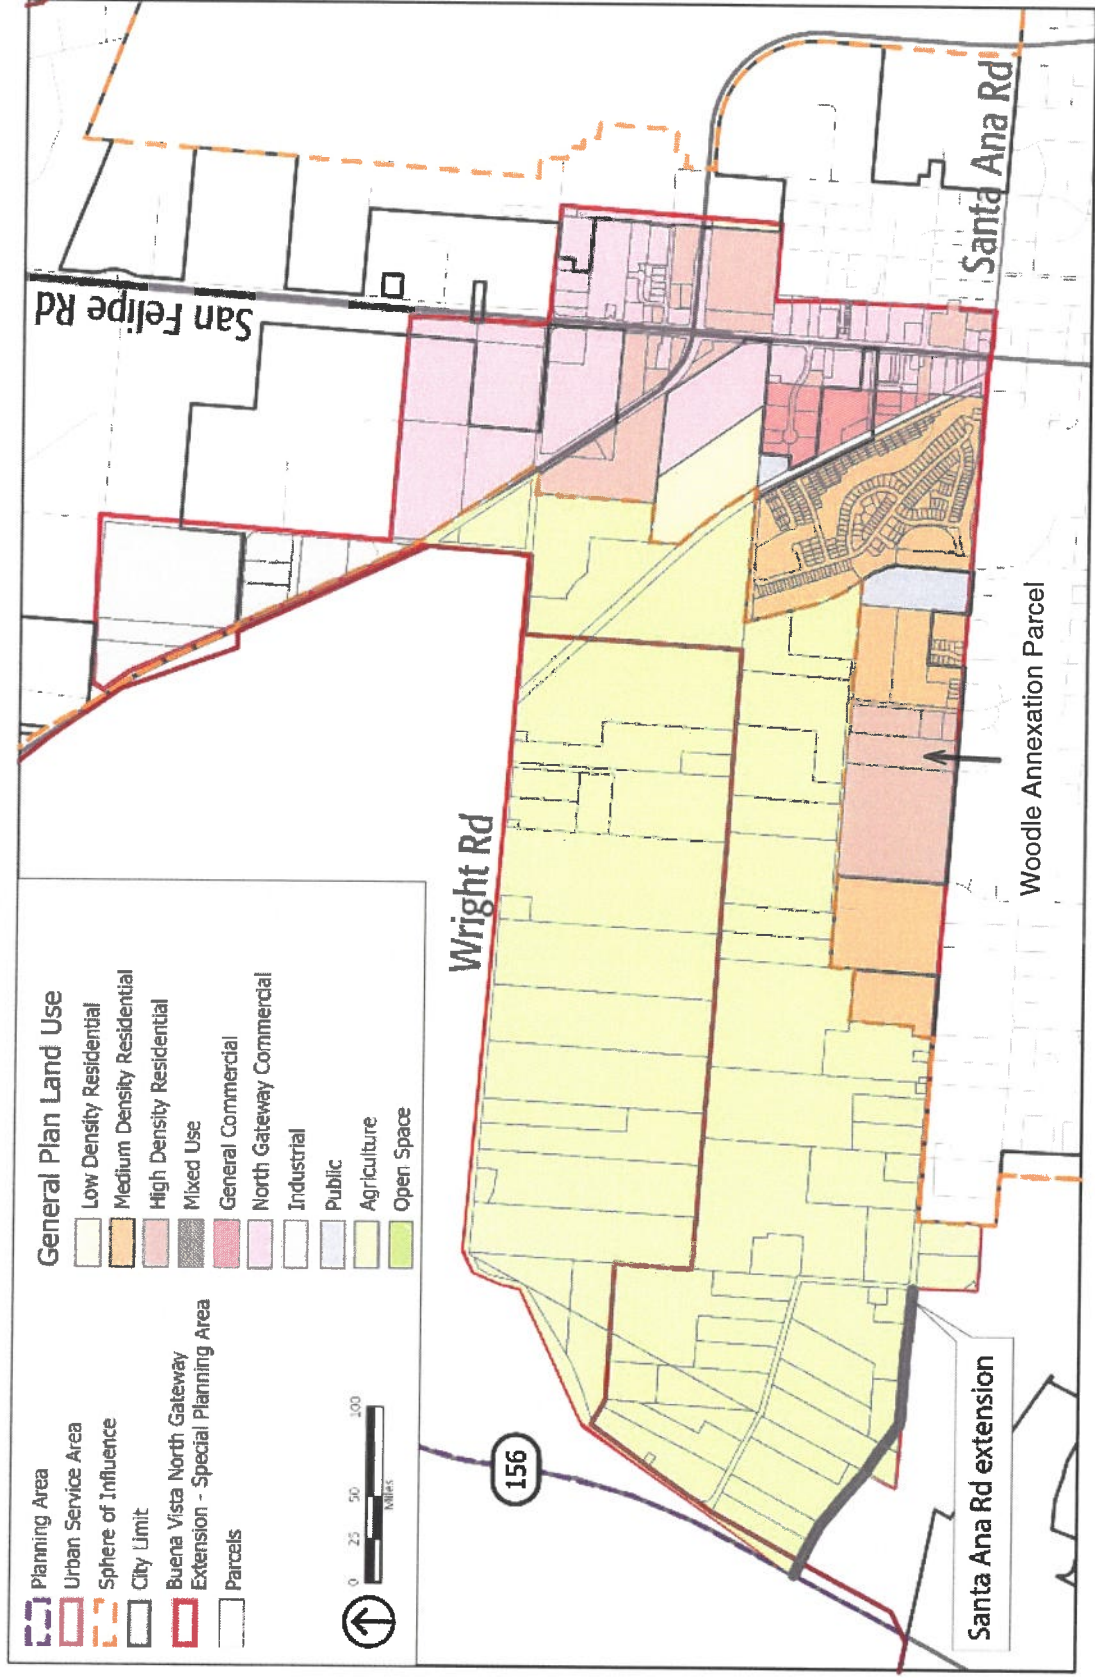 General Plan Land Use
Planning Area
Urban Service Area
Sphere of Influence
City Limit
Buena Vista North Gateway
Extension - Special Planning Area
Parcels
Low Density Residential
Medium Density Residential
High Density Residential
Mixed Use
General Commercial
North Gateway Commercial
Industrial
Public
Agriculture
Open Space
0 25 50 100
Miles
156
Wright Rd
San Felipe Rd
Santa Ana Rd
Santa Ana Rd extension
Woodle Annexation Parcel